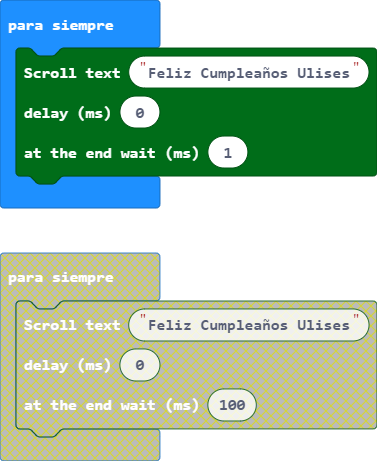 para siempre
Scroll text "Feliz Cumpleaños Ulises"
delay (ms) 0
at the end wait (ms) 1
para siempre
Scroll text "Feliz Cumpleaños Ulises"
delay (ms) 0
at the end wait (ms) 100